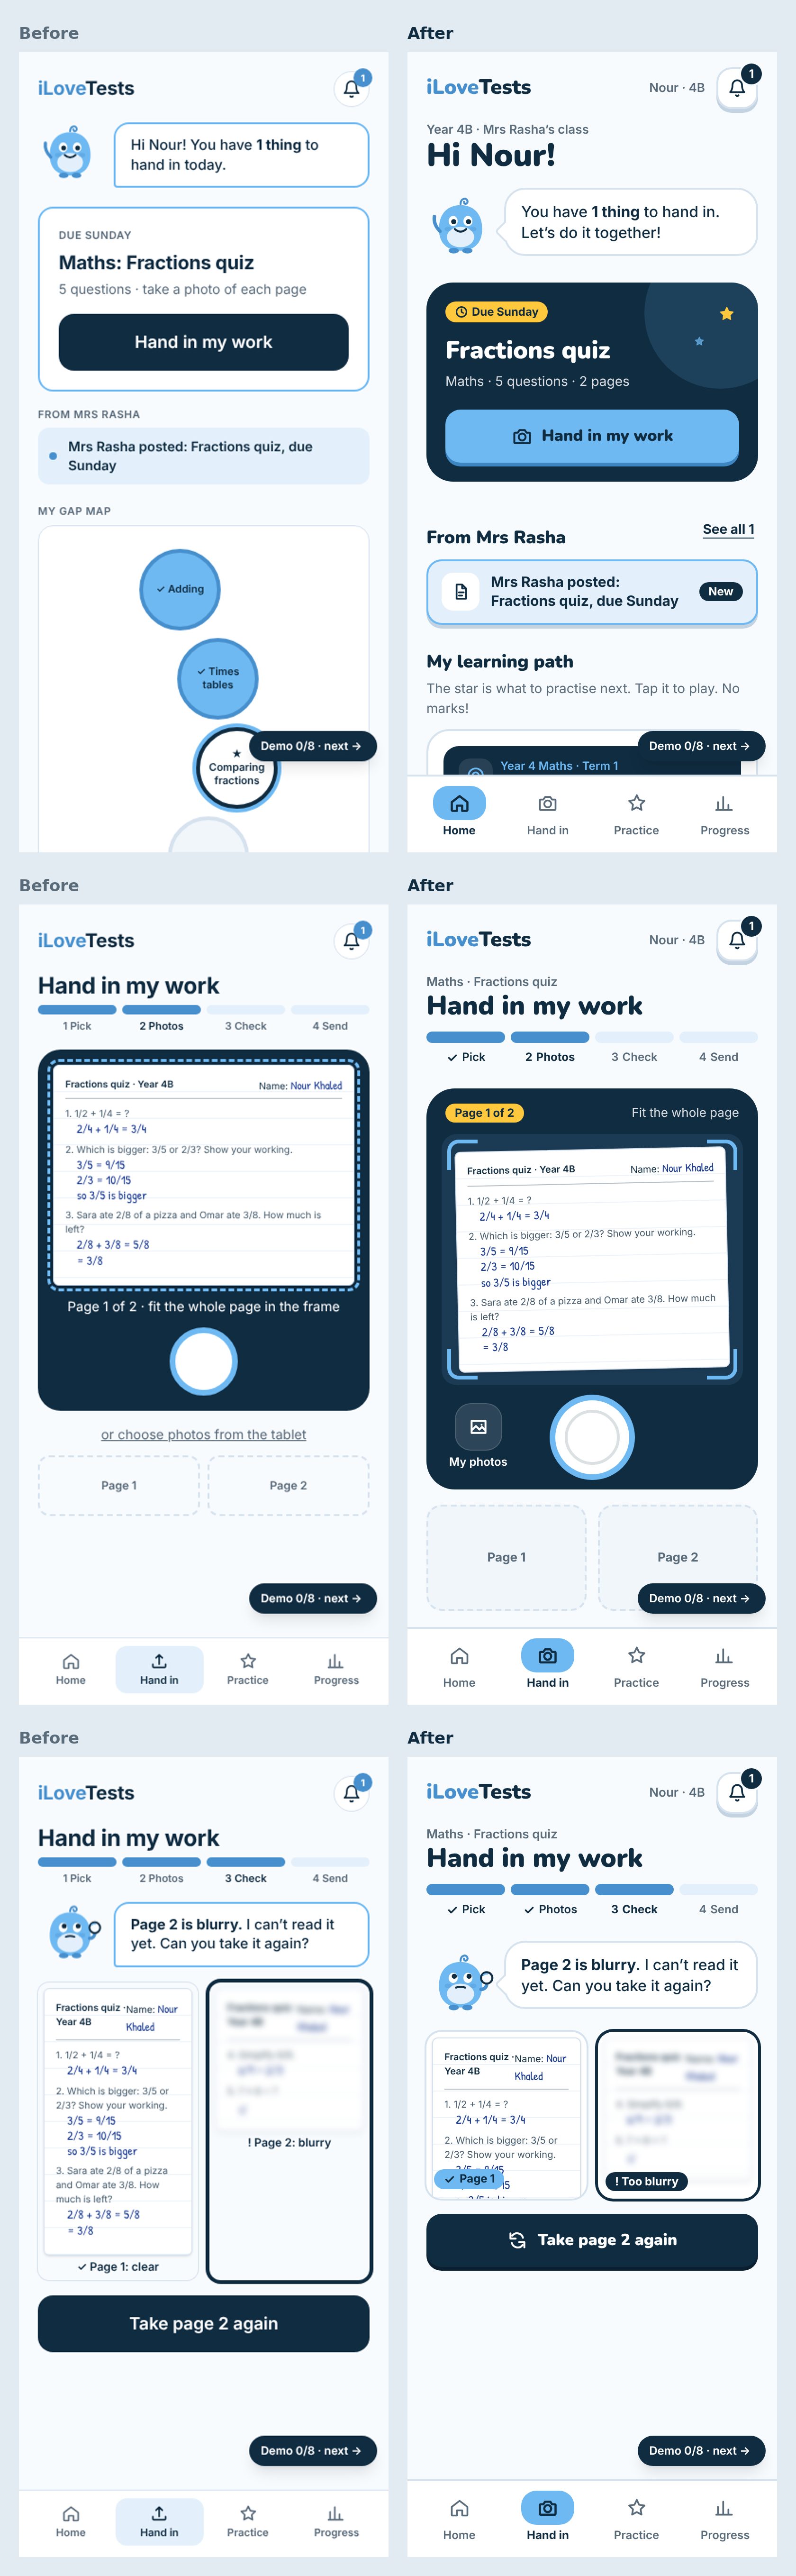 Before
iLoveTests
1
Hi Nour! You have 1 thing to
hand in today.
DUE SUNDAY
Maths: Fractions quiz
5 questions · take a photo of each page
Hand in my work
FROM MRS RASHA
Mrs Rasha posted: Fractions quiz, due
Sunday
MY GAP MAP
✓ Adding
✓ Times
tables
★
Comparing
fractions
Demo 0/8 · next →
After
iLoveTests
Nour · 4B
1
Year 4B · Mrs Rasha's class
Hi Nour!
You have 1 thing to hand in.
Let's do it together!
Due Sunday
Fractions quiz
Maths · 5 questions · 2 pages
Hand in my work
From Mrs Rasha
See all 1
Mrs Rasha posted:
Fractions quiz, due Sunday
New
My learning path
The star is what to practise next. Tap it to play. No
marks!
Year 4 Maths · Term 1
Demo 0/8 · next →
Home
Hand in
Practice
Progress
Before
iLoveTests
1
Hand in my work
1 Pick
2 Photos
3 Check
4 Send
Fractions quiz · Year 4B
Name: Nour Khaled
1. 1/2 + 1/4 = ?
2/4 + 1/4 = 3/4
2. Which is bigger: 3/5 or 2/3? Show your working.
3/5 = 9/15
2/3 = 10/15
so 3/5 is bigger
3. Sara ate 2/8 of a pizza and Omar ate 3/8. How much is
left?
2/8 + 3/8 = 5/8
= 3/8
Page 1 of 2 · fit the whole page in the frame
or choose photos from the tablet
Page 1
Page 2
Demo 0/8 · next →
Home
Hand in
Practice
Progress
After
iLoveTests
Nour · 4B
1
Maths · Fractions quiz
Hand in my work
✓ Pick
2 Photos
3 Check
4 Send
Page 1 of 2
Fit the whole page
Fractions quiz · Year 4B
Name: Nour Khaled
1. 1/2 + 1/4 = ?
2/4 + 1/4 = 3/4
2. Which is bigger: 3/5 or 2/3? Show your working.
3/5 = 9/15
2/3 = 10/15
so 3/5 is bigger
3. Sara ate 2/8 of a pizza and Omar ate 3/8. How much
is left?
2/8 + 3/8 = 5/8
= 3/8
My photos
Page 1
Page 2
Demo 0/8 · next →
Home
Hand in
Practice
Progress
Before
iLoveTests
1
Hand in my work
1 Pick
2 Photos
3 Check
4 Send
Page 2 is blurry. I can't read it
yet. Can you take it again?
Fractions quiz ·
Year 4B
Name: Nour
Khaled
1. 1/2 + 1/4 = ?
2/4 + 1/4 = 3/4
2. Which is bigger: 3/5 or
2/3? Show your working.
3/5 = 9/15
2/3 = 10/15
so 3/5 is bigger
3. Sara ate 2/8 of a pizza
and Omar ate 3/8. How
much is left?
2/8 + 3/8 = 5/8
= 3/8
✓ Page 1: clear
! Page 2: blurry
Take page 2 again
Demo 0/8 · next →
Home
Hand in
Practice
Progress
After
iLoveTests
Nour · 4B
1
Maths · Fractions quiz
Hand in my work
✓ Pick
✓ Photos
3 Check
4 Send
Page 2 is blurry. I can't read it
yet. Can you take it again?
Fractions quiz ·
Year 4B
Name: Nour
Khaled
1. 1/2 + 1/4 = ?
2/4 + 1/4 = 3/4
2. Which is bigger: 3/5 or
2/3? Show your working.
✓ Page 1
! Too blurry
Take page 2 again
Demo 0/8 · next →
Home
Hand in
Practice
Progress